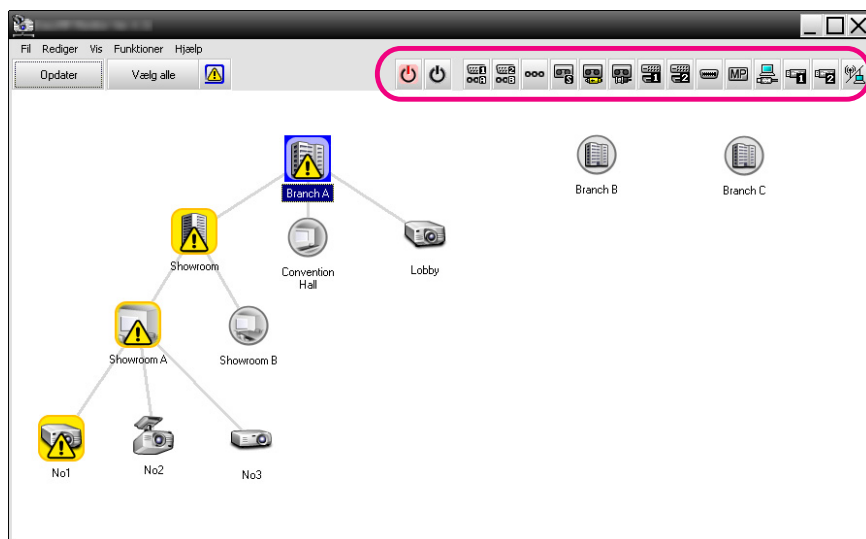 Fil Rediger Vis Funktioner Hjælp
Opdater Vælg alle
MP
Branch A
Branch B
Branch C
Showroom
Convention
Hall
Lobby
Showroom A
Showroom B
No1
No2
No3